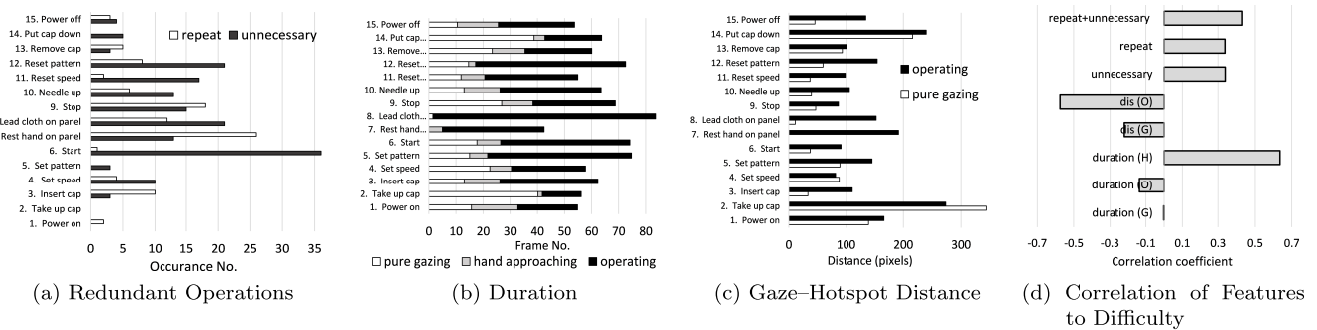 15. Power off
14. Put cap down
13. Remove cap
12. Reset pattern
11. Reset speed
10. Needle up
9. Stop
Lead cloth on panel
Rest hand on panel
6. Start
5. Set pattern
4. Set speed
3. Insert cap
2. Take up cap
1. Power on
repeat unnecessary
0 5 10 15 20 25 30 35
Occurance No.
(a) Redundant Operations
15. Power off
14. Put cap...
13. Remove...
12. Reset...
11. Reset...
10. Needle up
9. Stop
8. Lead cloth...
7. Rest hand...
6. Start
5. Set pattern
4. Set speed
3. Insert cap
2. Take up cap
1. Power on
0 10 20 30 40 50 60 70 80
Frame No.
pure gazing hand approaching operating
(b) Duration
15. Power off
14. Put cap down
13. Remove cap
12. Reset pattern
11. Reset speed
10. Needle up
9. Stop
8. Lead cloth on panel
7. Rest hand on panel
6. Start
5. Set pattern
4. Set speed
3. Insert cap
2. Take up cap
1. Power on
operating
pure gazing
0 100 200 300
Distance (pixels)
(c) Gaze–Hotspot Distance
repeat+unnecessary
repeat
unnecessary
dis (O)
dis (G)
duration (H)
duration (O)
duration (G)
-0.7 -0.5 -0.3 -0.1 0.1 0.3 0.5 0.7
Correlation coefficient
(d) Correlation of Features
to Difficulty